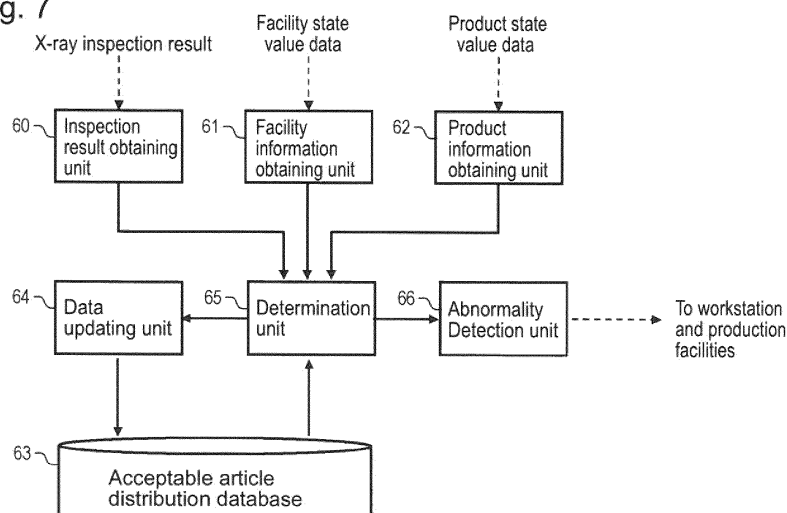 g. 7
X-ray inspection result
Facility state
value data
Product state
value data
60
Inspection
result obtaining
unit
61
Facility
information
obtaining unit
62
Product
information
obtaining unit
64
Data
updating unit
65
Determination
unit
66
Abnormality
Detection unit
To workstation
and production
facilities
63
Acceptable article
distribution database